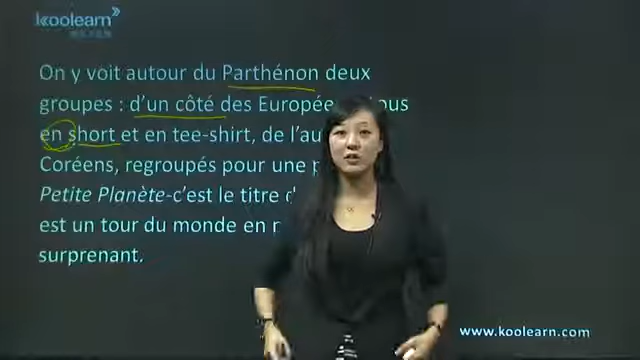 koolearn
On y voit autour du Parthénon deux
groupes : d'un côté des Europée ous
en short et en tee-shirt, de l'au
Coréens, regroupés pour une p
Petite Planète-c'est le titre d
est un tour du monde en
surprenant.
www.koolearn.com